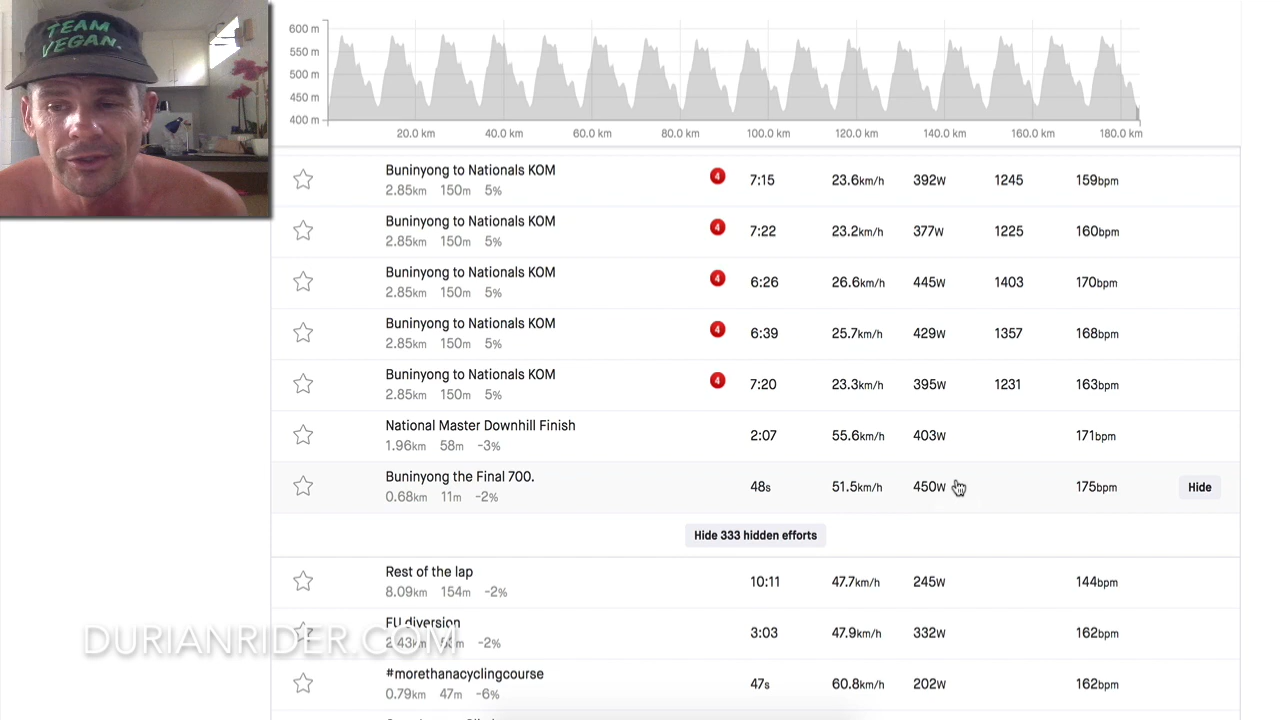 TEAM
VEGAN.
600 m
550 m
500 m
450 m
400 m
20.0 km 40.0 km 60.0 km 80.0 km 100.0 km 120.0 km 140.0 km 160.0 km 180.0 km
Buninyong to Nationals KOM
4 7:15 23.6km/h 392W 1245 159bpm
2.85km 150m 5%
Buninyong to Nationals KOM
4 7:22 23.2km/h 377W 1225 160bpm
2.85km 150m 5%
Buninyong to Nationals KOM
4 6:26 26.6km/h 445W 1403 170bpm
2.85km 150m 5%
Buninyong to Nationals KOM
4 6:39 25.7km/h 429W 1357 168bpm
2.85km 150m 5%
Buninyong to Nationals KOM
4 7:20 23.3km/h 395W 1231 163bpm
2.85km 150m 5%
National Master Downhill Finish
2:07 55.6km/h 403W 171bpm
1.96km 58m -3%
Buninyong the Final 700.
48s 51.5km/h 450W 175bpm Hide
0.68km 11m -2%
Hide 333 hidden efforts
Rest of the lap
10:11 47.7km/h 245W 144bpm
8.09km 154m -2%
FU diversion
3:03 47.9km/h 332W 162bpm
2.43km -2%
DURIANRIDER.COM
#morethanacyclingcourse
47s 60.8km/h 202W 162bpm
0.79km 47m -6%